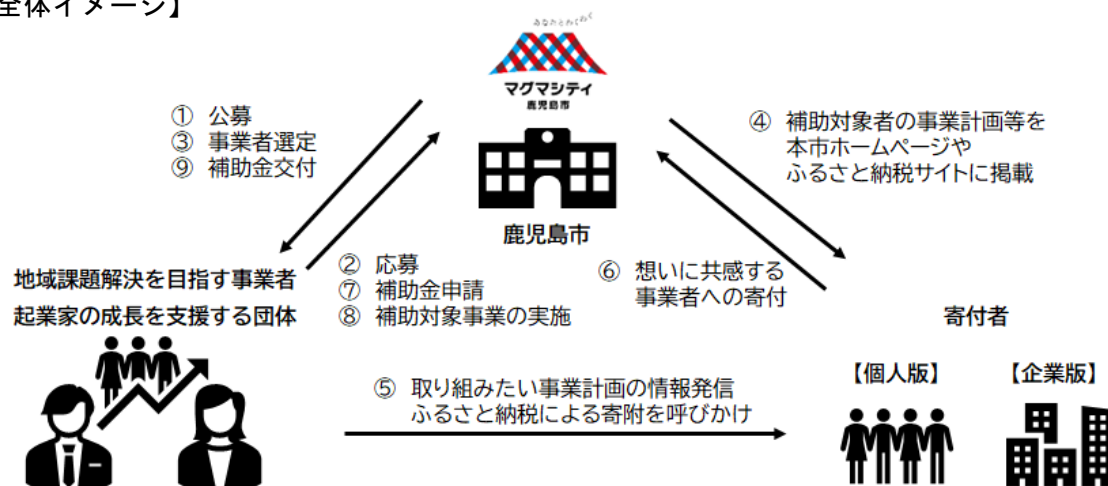 全体イメージ】
あなたとわくわく
マグマシティ
鹿児島市
① 公募
③ 事業者選定
⑨ 補助金交付
④ 補助対象者の事業計画等を
本市ホームページや
ふるさと納税サイトに掲載
鹿児島市
② 応募
⑦ 補助金申請
⑧ 補助対象事業の実施
⑥ 想いに共感する
事業者への寄付
地域課題解決を目指す事業者
起業家の成長を支援する団体
寄付者
【個人版】
【企業版】
⑤ 取り組みたい事業計画の情報発信
ふるさと納税による寄附を呼びかけ